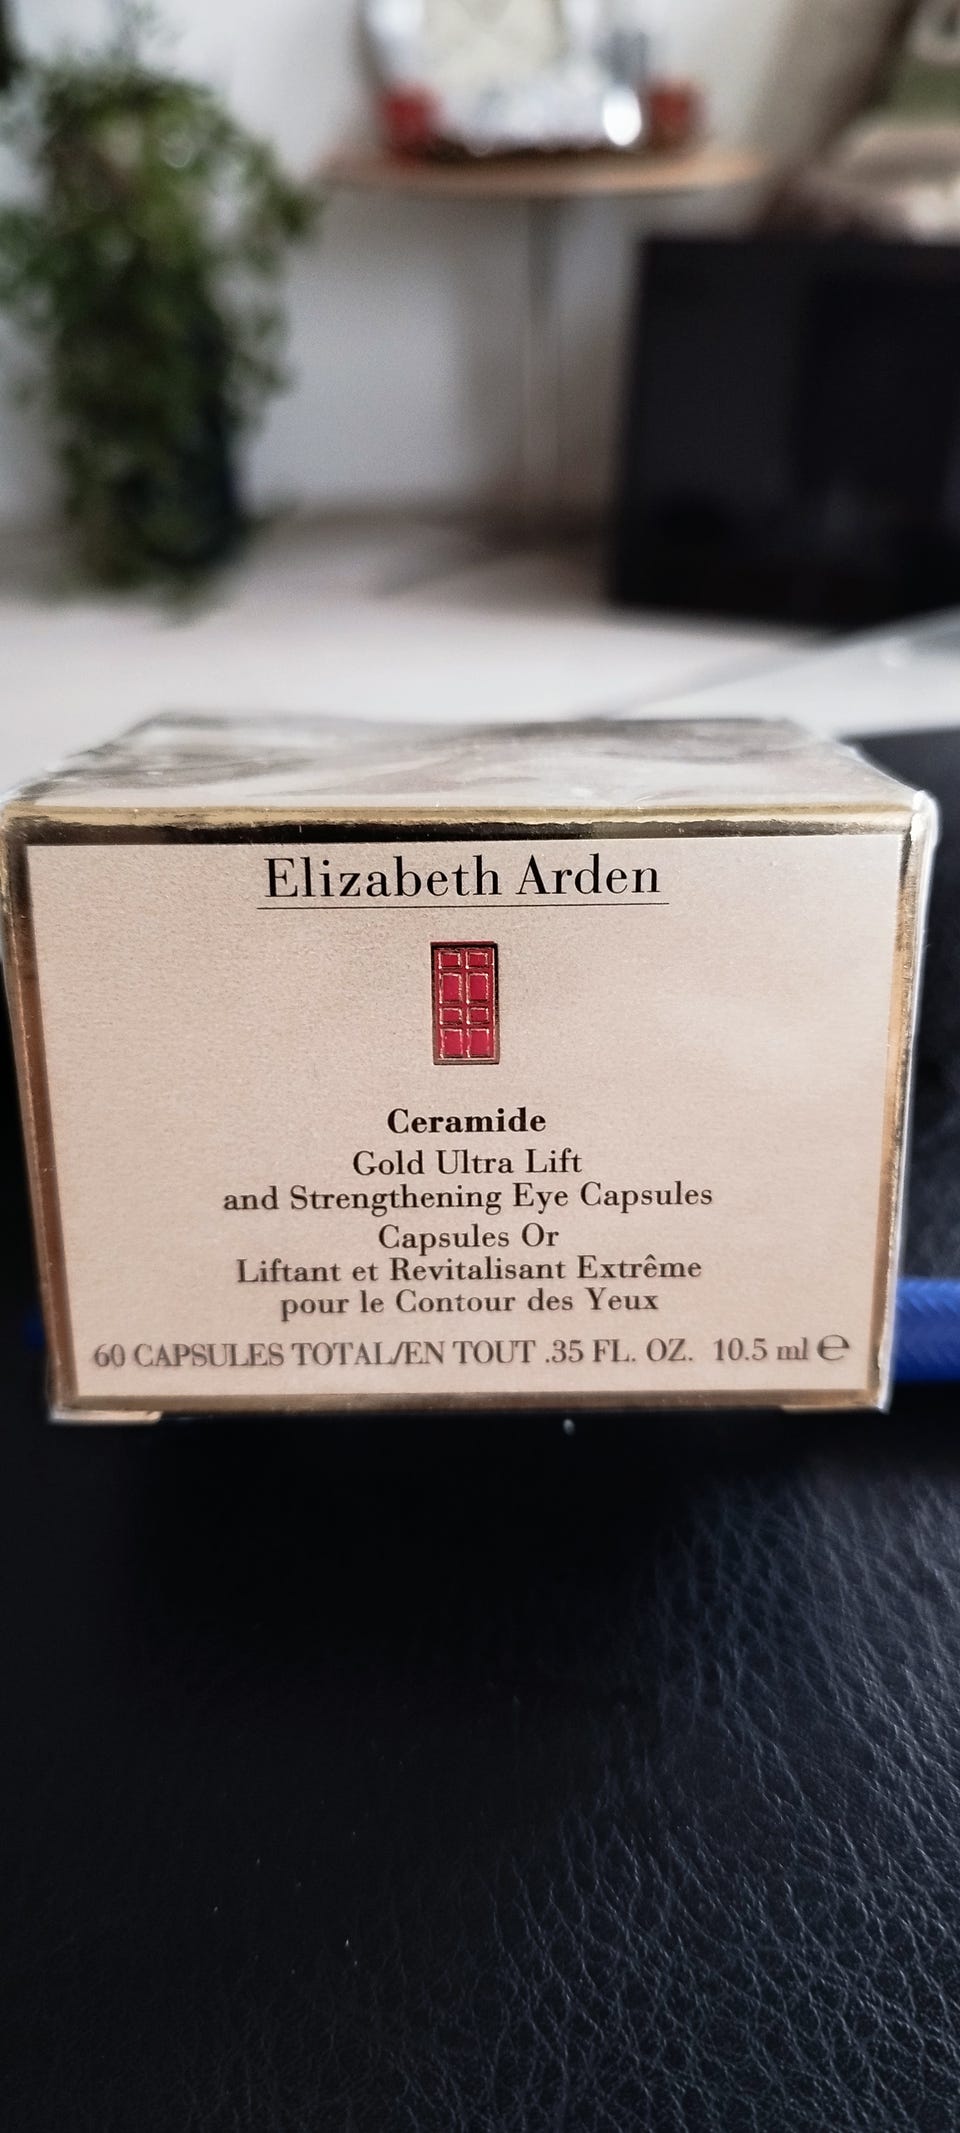 Elizabeth Arden
Ceramide
Gold Ultra Lift
and Strengthening Eye Capsules
Capsules Or
Liftant et Revitalisant Extrême
pour le Contour des Yeux
60 CAPSULES TOTAL/EN TOUT .35 FL. OZ. 10.5 ml ℮